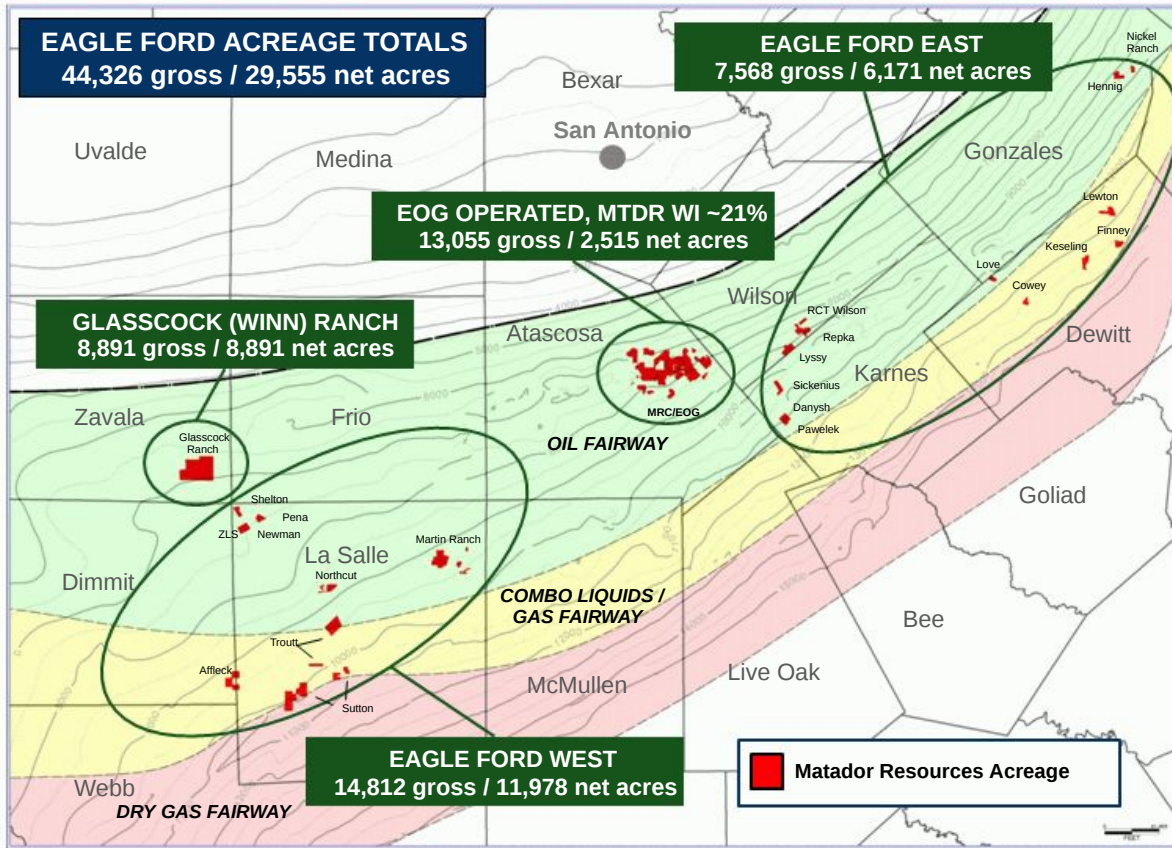 EAGLE FORD ACREAGE TOTALS
44,326 gross / 29,555 net acres
EAGLE FORD EAST
7,568 gross / 6,171 net acres
Nickel
Ranch
Hennig
Bexar
San Antonio
Uvalde
Medina
Gonzales
EOG OPERATED, MTDR WI ~21%
13,055 gross / 2,515 net acres
Lewton
Finney
Keseling
Love
Cowey
Wilson
RCT Wilson
Repka
Lyssy
Dewitt
GLASSCOCK (WINN) RANCH
8,891 gross / 8,891 net acres
Atascosa
Karnes
Sickenius
Danysh
Pawelek
MRC/EOG
OIL FAIRWAY
Zavala
Frio
Glasscock
Ranch
Goliad
Shelton
Pena
ZLS
Newman
La Salle
Martin Ranch
Northcut
Dimmit
COMBO LIQUIDS /
GAS FAIRWAY
Bee
Troutt
Affleck
Sutton
McMullen
Live Oak
EAGLE FORD WEST
14,812 gross / 11,978 net acres
Matador Resources Acreage
Webb
DRY GAS FAIRWAY
FEET